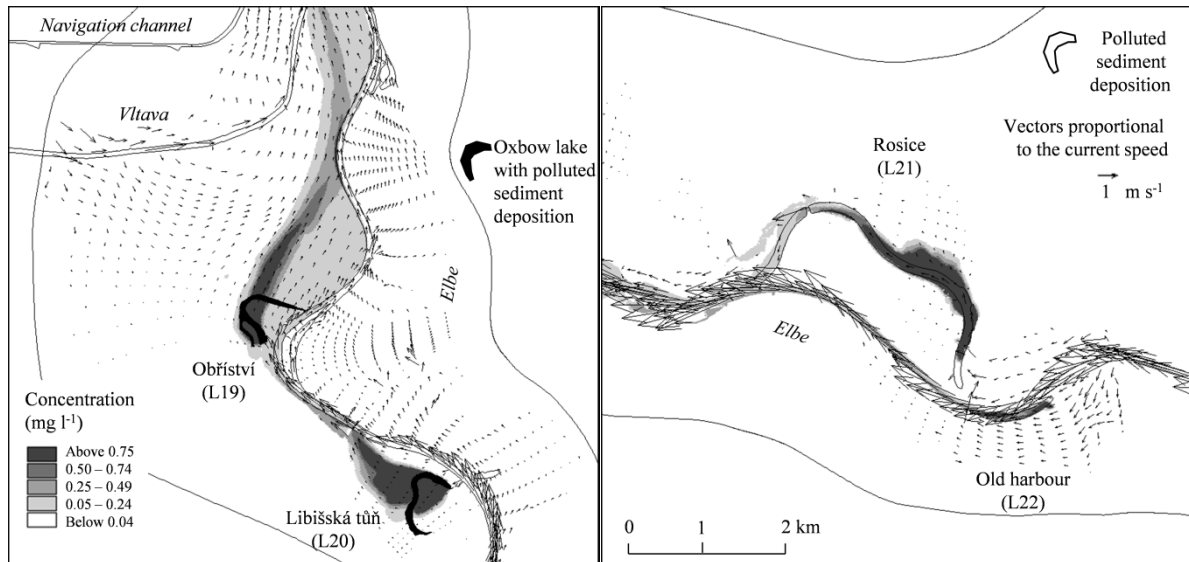 Navigation channel
Vltava
Oxbow lake
with polluted
sediment
deposition
Elbe
Obříství
(L19)
Concentration
(mg l-1)
Above 0.75
0.50 – 0.74
0.25 – 0.49
0.05 – 0.24
Below 0.04
Libišská tůň
(L20)
Polluted
sediment
deposition
Vectors proportional
to the current speed
1 m s-1
Rosice
(L21)
Elbe
Old harbour
(L22)
0 1 2 km